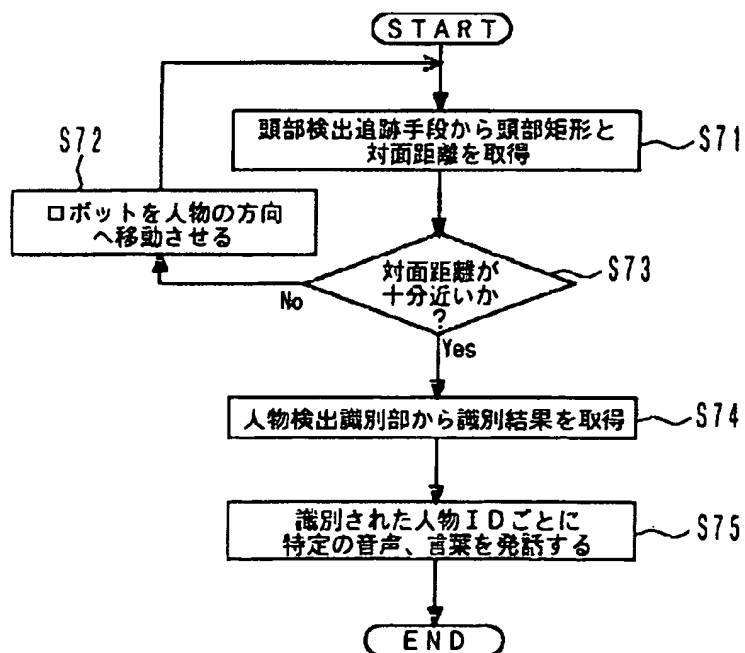 START
頭部検出追跡手段から頭部矩形と
対面距離を取得
S71
S72
ロボットを人物の方向
へ移動させる
対面距離が
十分近いか
?
S73
No
Yes
人物検出識別部から識別結果を取得
S74
識別された人物IDごとに
特定の音声、言葉を発話する
S75
END